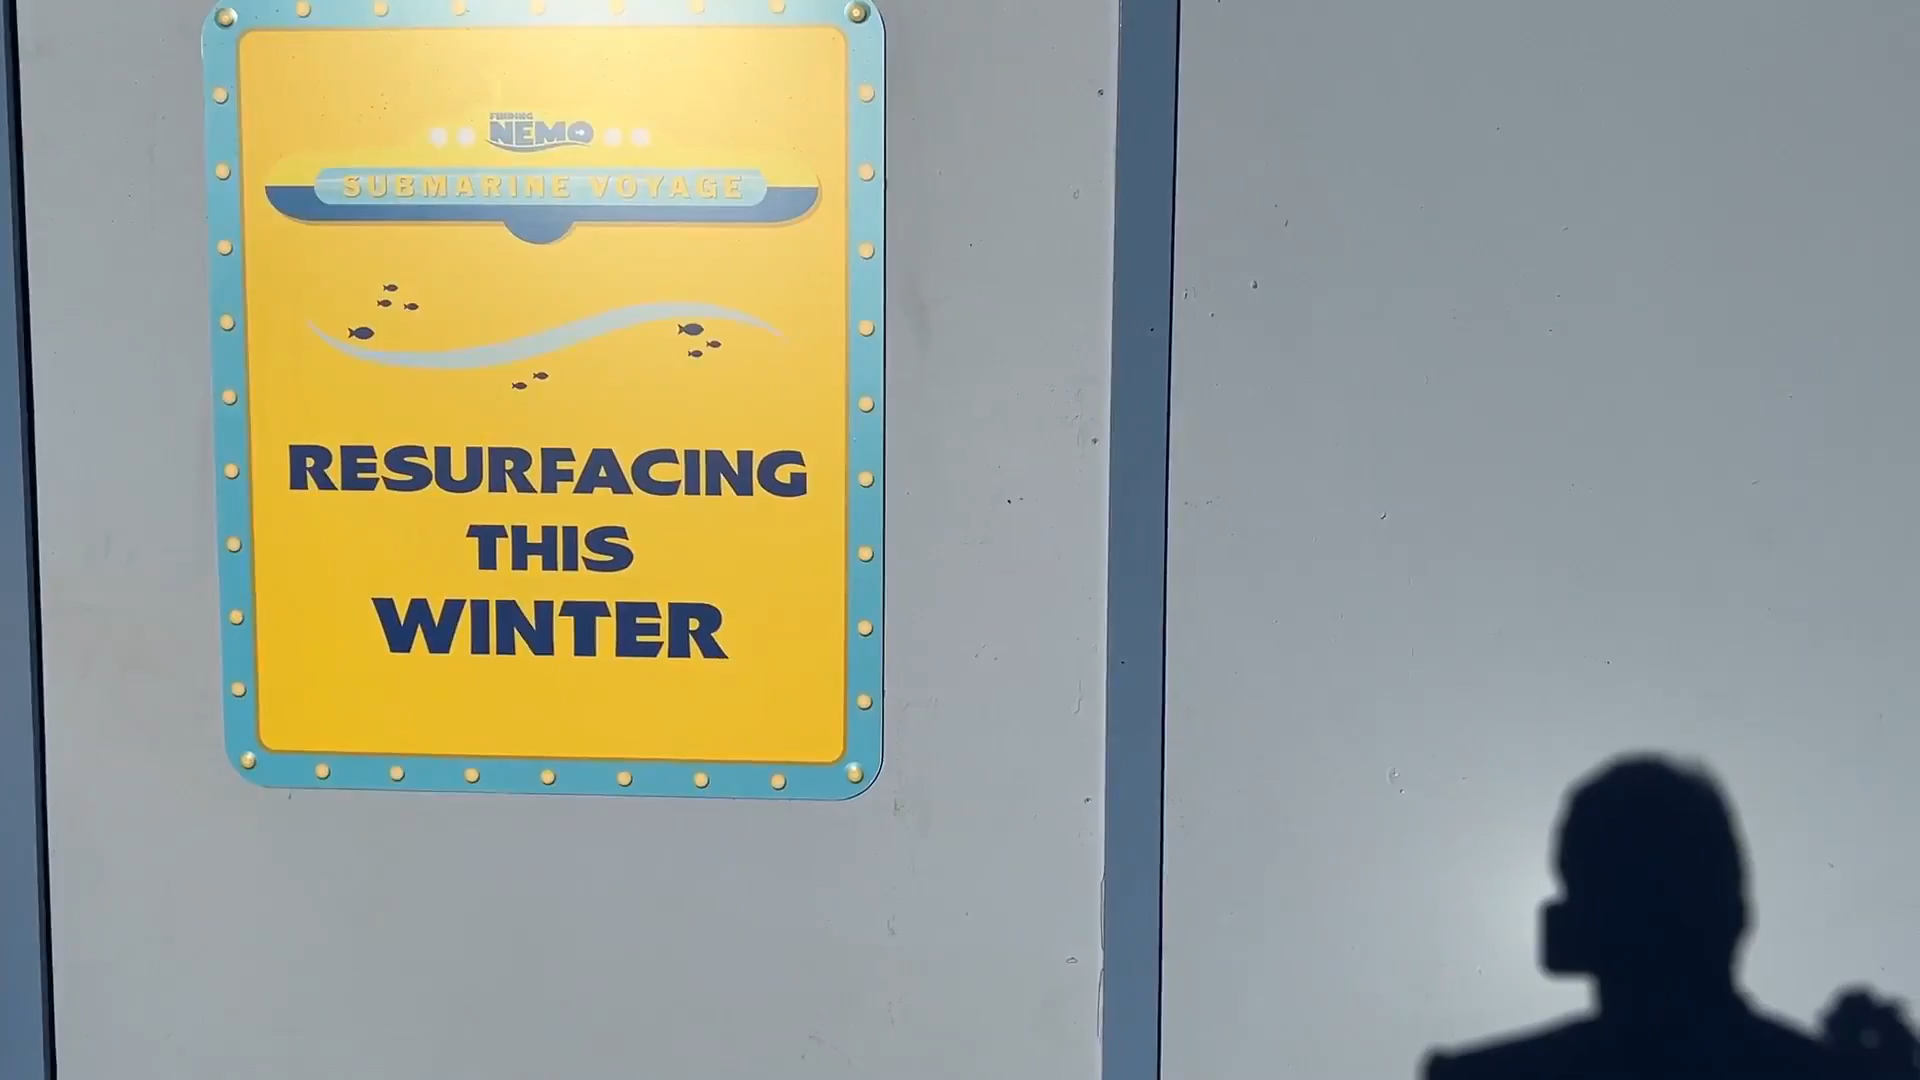 FINDING
NEMO
SUBMARINE VOYAGE
RESURFACING
THIS
WINTER